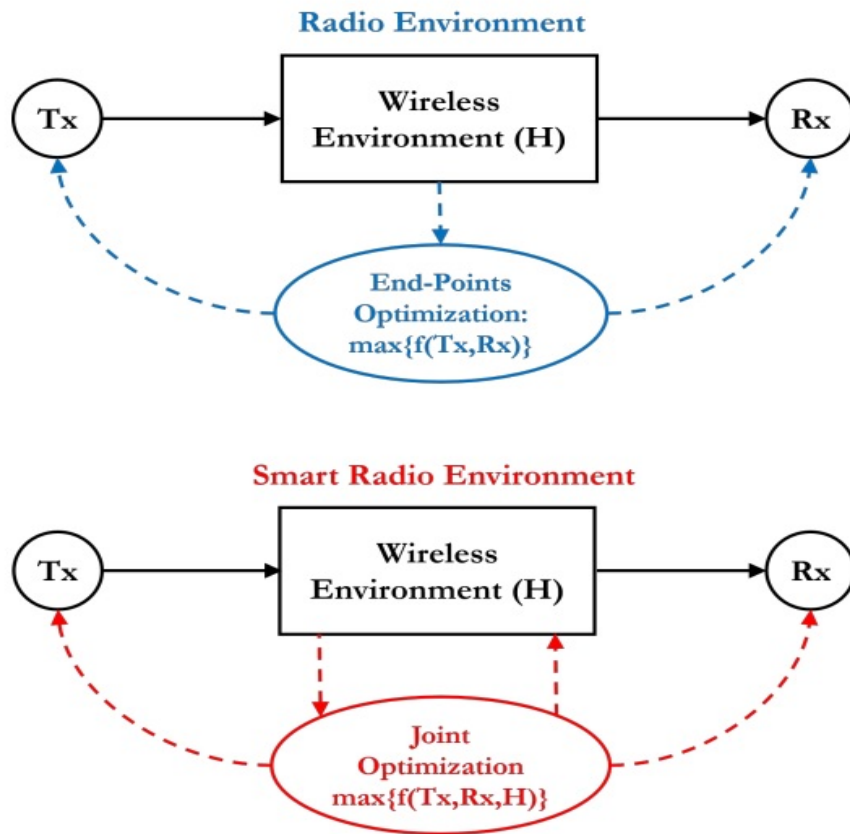 Radio Environment
Tx
Wireless
Environment (H)
Rx
End-Points
Optimization:
max{f(Tx,Rx)}
Smart Radio Environment
Tx
Wireless
Environment (H)
Rx
Joint
Optimization
max{f(Tx,Rx,H)}